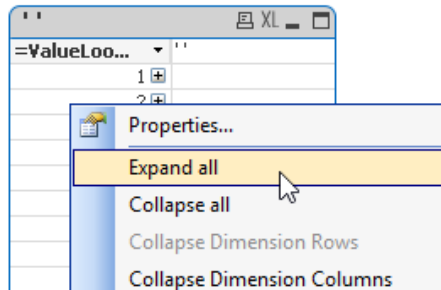 ' ' XL
=ValueLoo... ' '
1
2
Properties...
Expand all
Collapse all
Collapse Dimension Rows
Collapse Dimension Columns